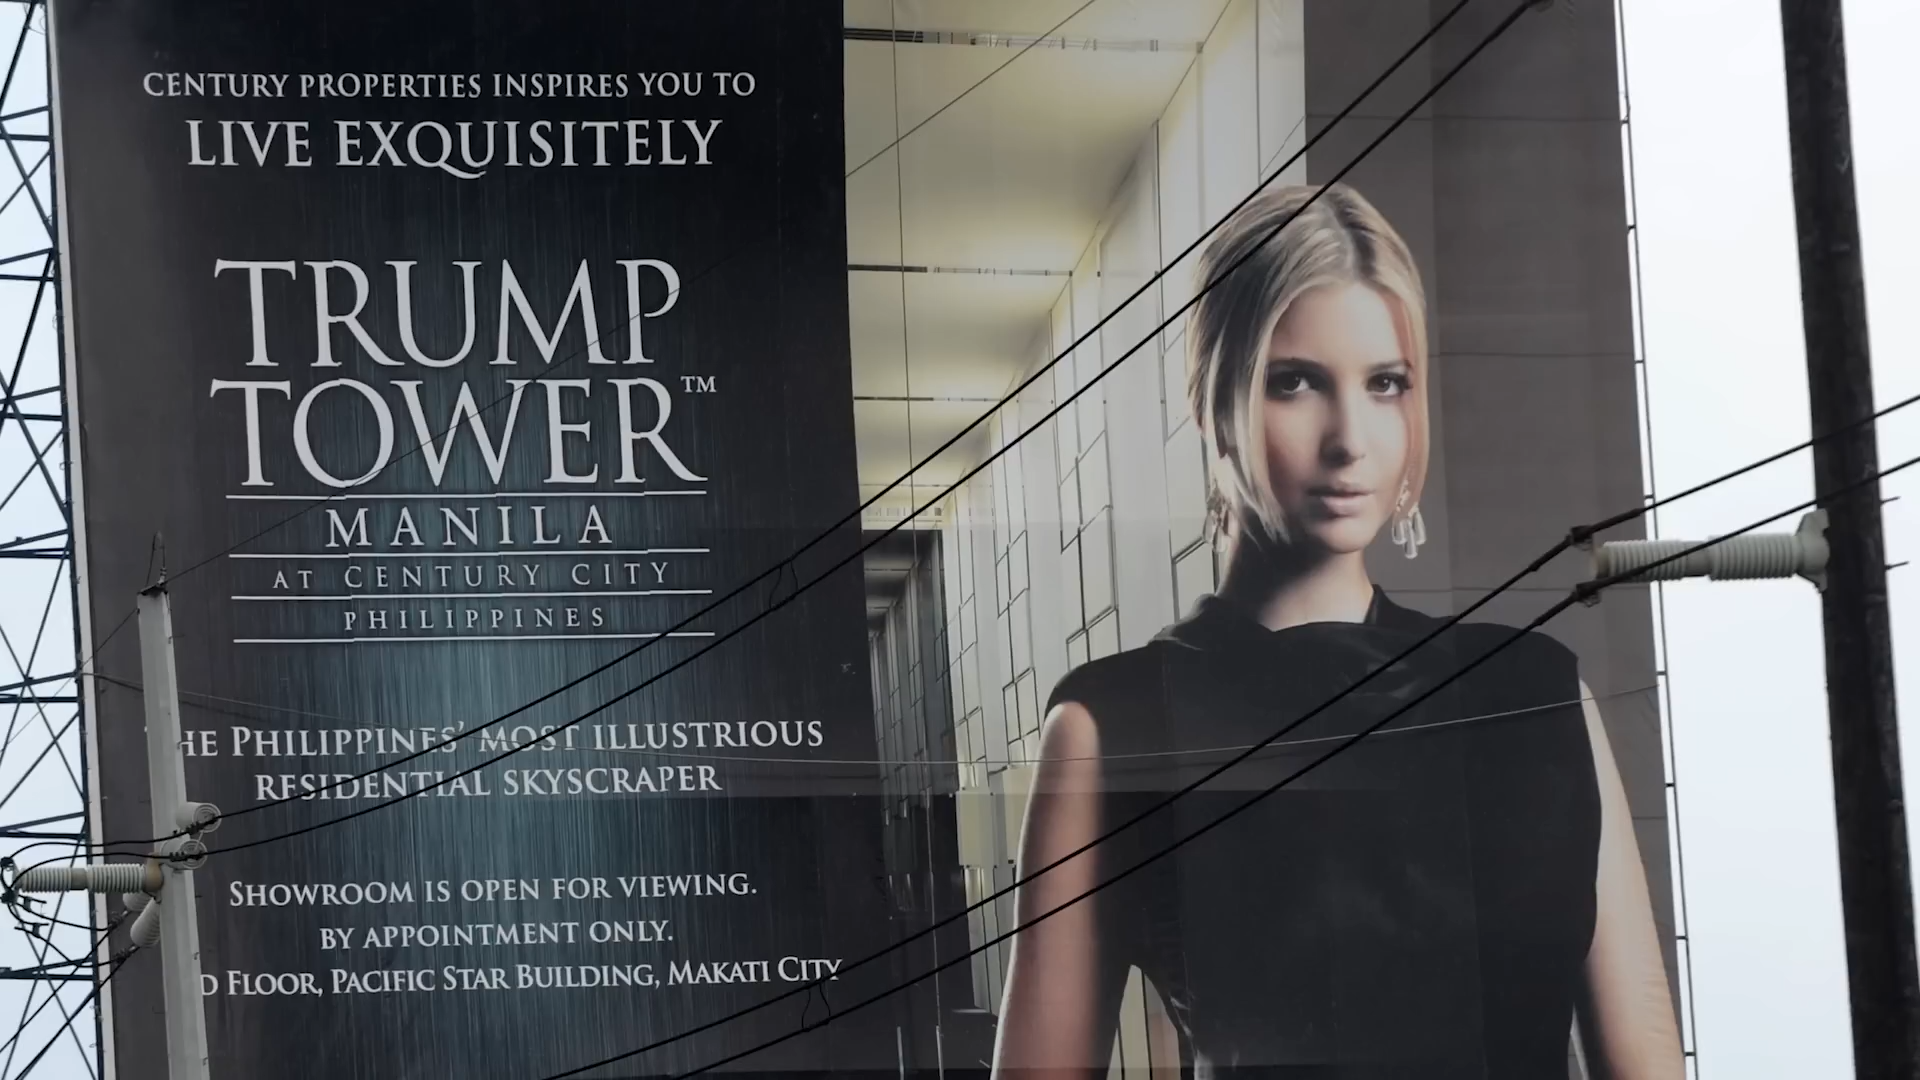 CENTURY PROPERTIES INSPIRES YOU TO
LIVE EXQUISITELY
TRUMP
TOWER™
MANILA
AT CENTURY CITY
PHILIPPINES
PHILIPPINES' MOST ILLUSTRIOUS
RESIDENTIAL SKYSCRAPER
SHOWROOM IS OPEN FOR VIEWING.
BY APPOINTMENT ONLY.
FLOOR, PACIFIC STAR BUILDING, MAKATI CITY